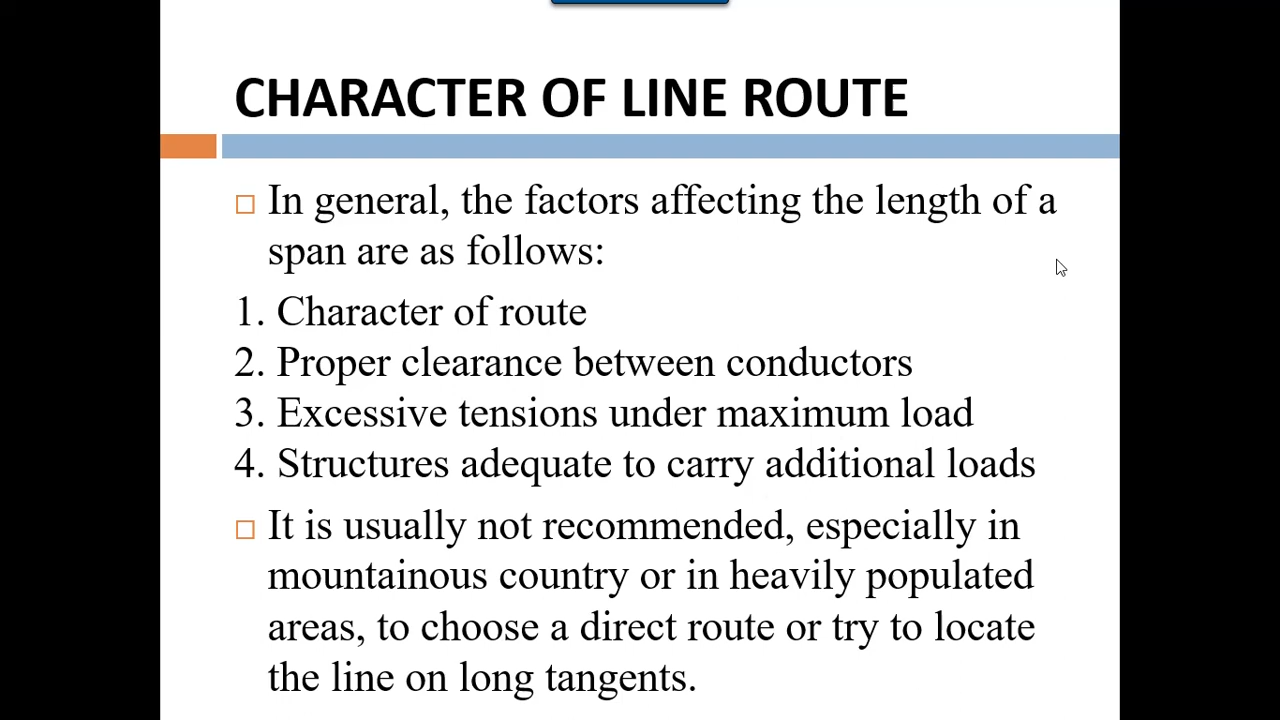 CHARACTER OF LINE ROUTE
In general, the factors affecting the length of a
span are as follows:
1. Character of route
2. Proper clearance between conductors
3. Excessive tensions under maximum load
4. Structures adequate to carry additional loads
It is usually not recommended, especially in
mountainous country or in heavily populated
areas, to choose a direct route or try to locate
the line on long tangents.